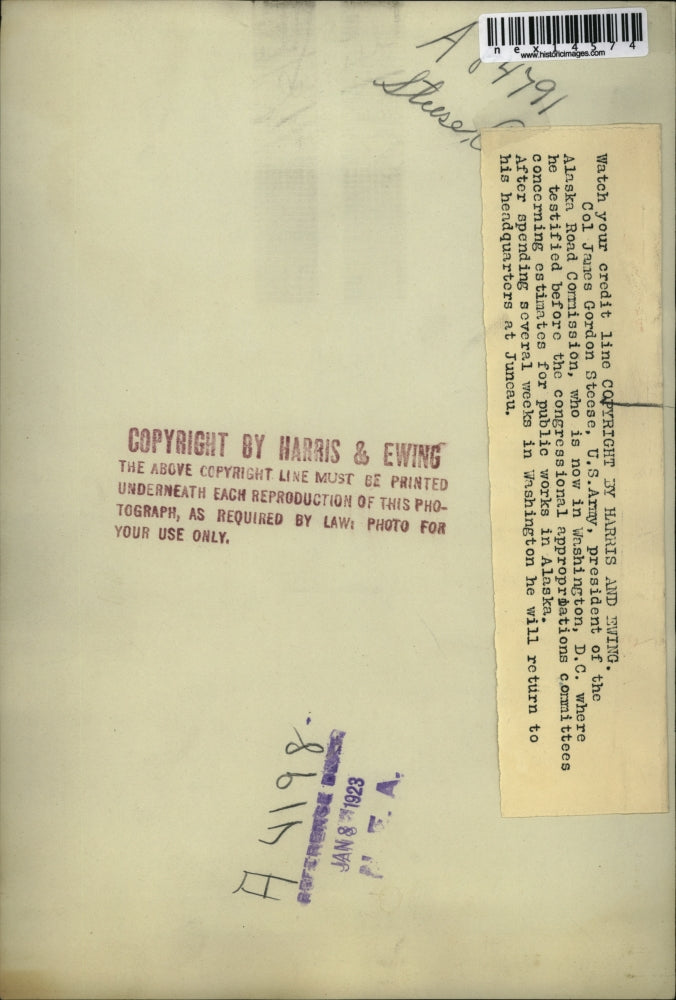 nex14574
www.historicimages.com
A 4791
Steese
Watch your credit line COPYRIGHT BY HARRIS AND EWING.
Col James Gordon Steese, U.S.Army, president of the
Alaska Road Commission, who is now in Washington, D.C. where
he testified before the congressional appropriations committees
concerning estimates for public works in Alaska.
After spending several weeks in Washington he will return to
his headquarters at Juneau.
COPYRIGHT BY HARRIS & EWING
THE ABOVE COPYRIGHT LINE MUST BE PRINTED
UNDERNEATH EACH REPRODUCTION OF THIS PHO-
TOGRAPH, AS REQUIRED BY LAW: PHOTO FOR
YOUR USE ONLY.
A 4198
REFERENCE
JAN 8 1923
N. E. A.